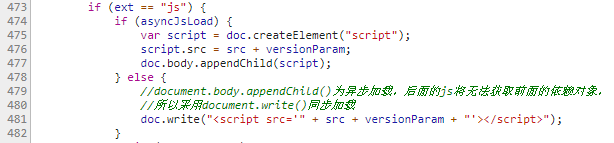 473 if (ext == "js") {
474 if (asyncJsLoad) {
475 var script = doc.createElement("script");
476 script.src = src + versionParam;
477 doc.body.appendChild(script);
478 } else {
479 //document.body.appendChild()为异步加载，后面的js将无法获取前面的依赖对象，
480 //所以采用document.write()同步加载
481 doc.write("<script src='" + src + versionParam + "'></script>");
482 }